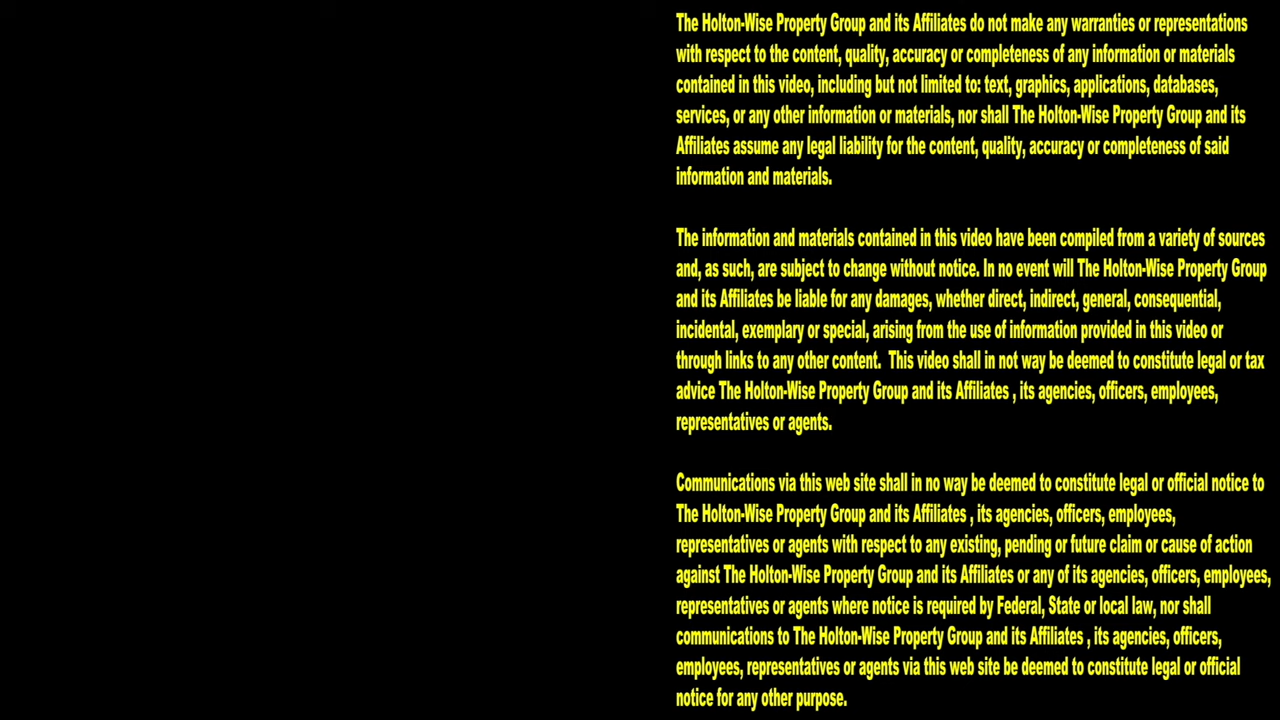 The Holton-Wise Property Group and its Affiliates do not make any warranties or representations
with respect to the content, quality, accuracy or completeness of any information or materials
contained in this video, including but not limited to: text, graphics, applications, databases,
services, or any other information or materials, nor shall The Holton-Wise Property Group and its
Affiliates assume any legal liability for the content, quality, accuracy or completeness of said
information and materials.
The information and materials contained in this video have been compiled from a variety of sources
and, as such, are subject to change without notice. In no event will The Holton-Wise Property Group
and its Affiliates be liable for any damages, whether direct, indirect, general, consequential,
incidental, exemplary or special, arising from the use of information provided in this video or
through links to any other content.  This video shall in not way be deemed to constitute legal or tax
advice The Holton-Wise Property Group and its Affiliates , its agencies, officers, employees,
representatives or agents.
Communications via this web site shall in no way be deemed to constitute legal or official notice to
The Holton-Wise Property Group and its Affiliates , its agencies, officers, employees,
representatives or agents with respect to any existing, pending or future claim or cause of action
against The Holton-Wise Property Group and its Affiliates or any of its agencies, officers, employees,
representatives or agents where notice is required by Federal, State or local law, nor shall
communications to The Holton-Wise Property Group and its Affiliates , its agencies, officers,
employees, representatives or agents via this web site be deemed to constitute legal or official
notice for any other purpose.